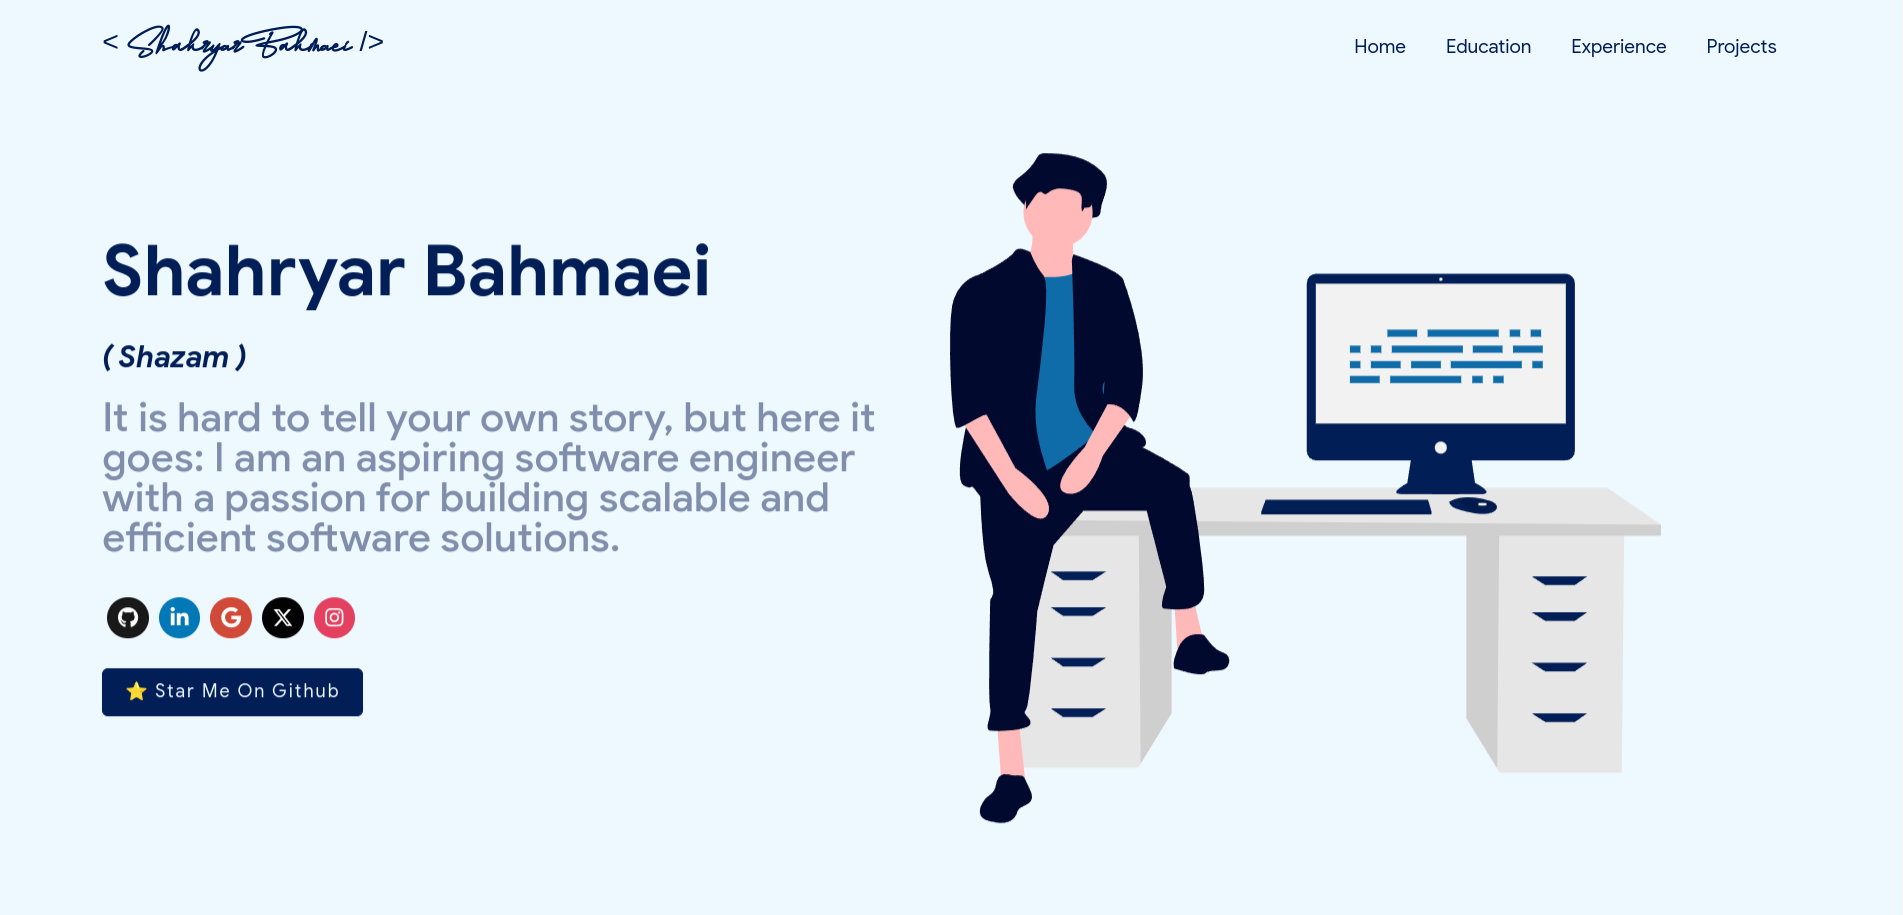 < Shahryar Bahmaei />
Home Education Experience Projects
Shahryar Bahmaei
( Shazam )
It is hard to tell your own story, but here it
goes: I am an aspiring software engineer
with a passion for building scalable and
efficient software solutions.
⭐ Star Me On Github